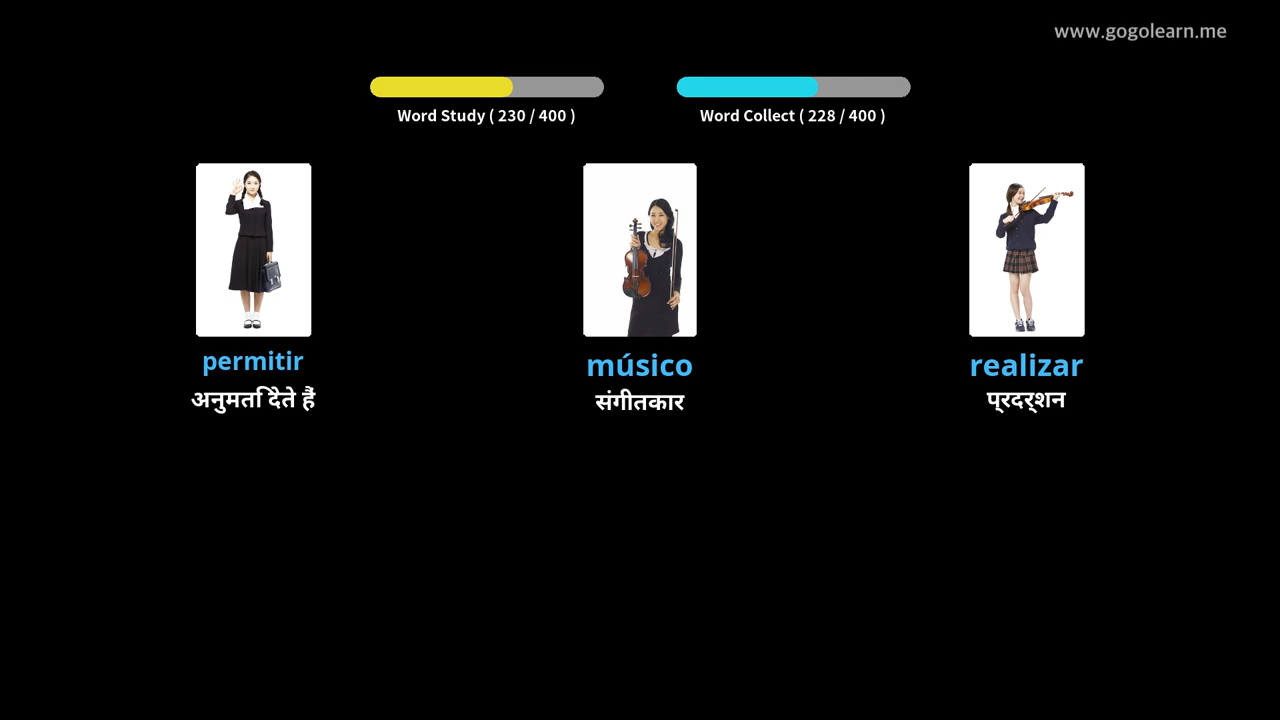 www.gogolearn.me
Word Study ( 230 / 400 )
Word Collect ( 228 / 400 )
permitir
músico
realizar
अनुमति देते हैं
संगीतकार
प्रदर्शन